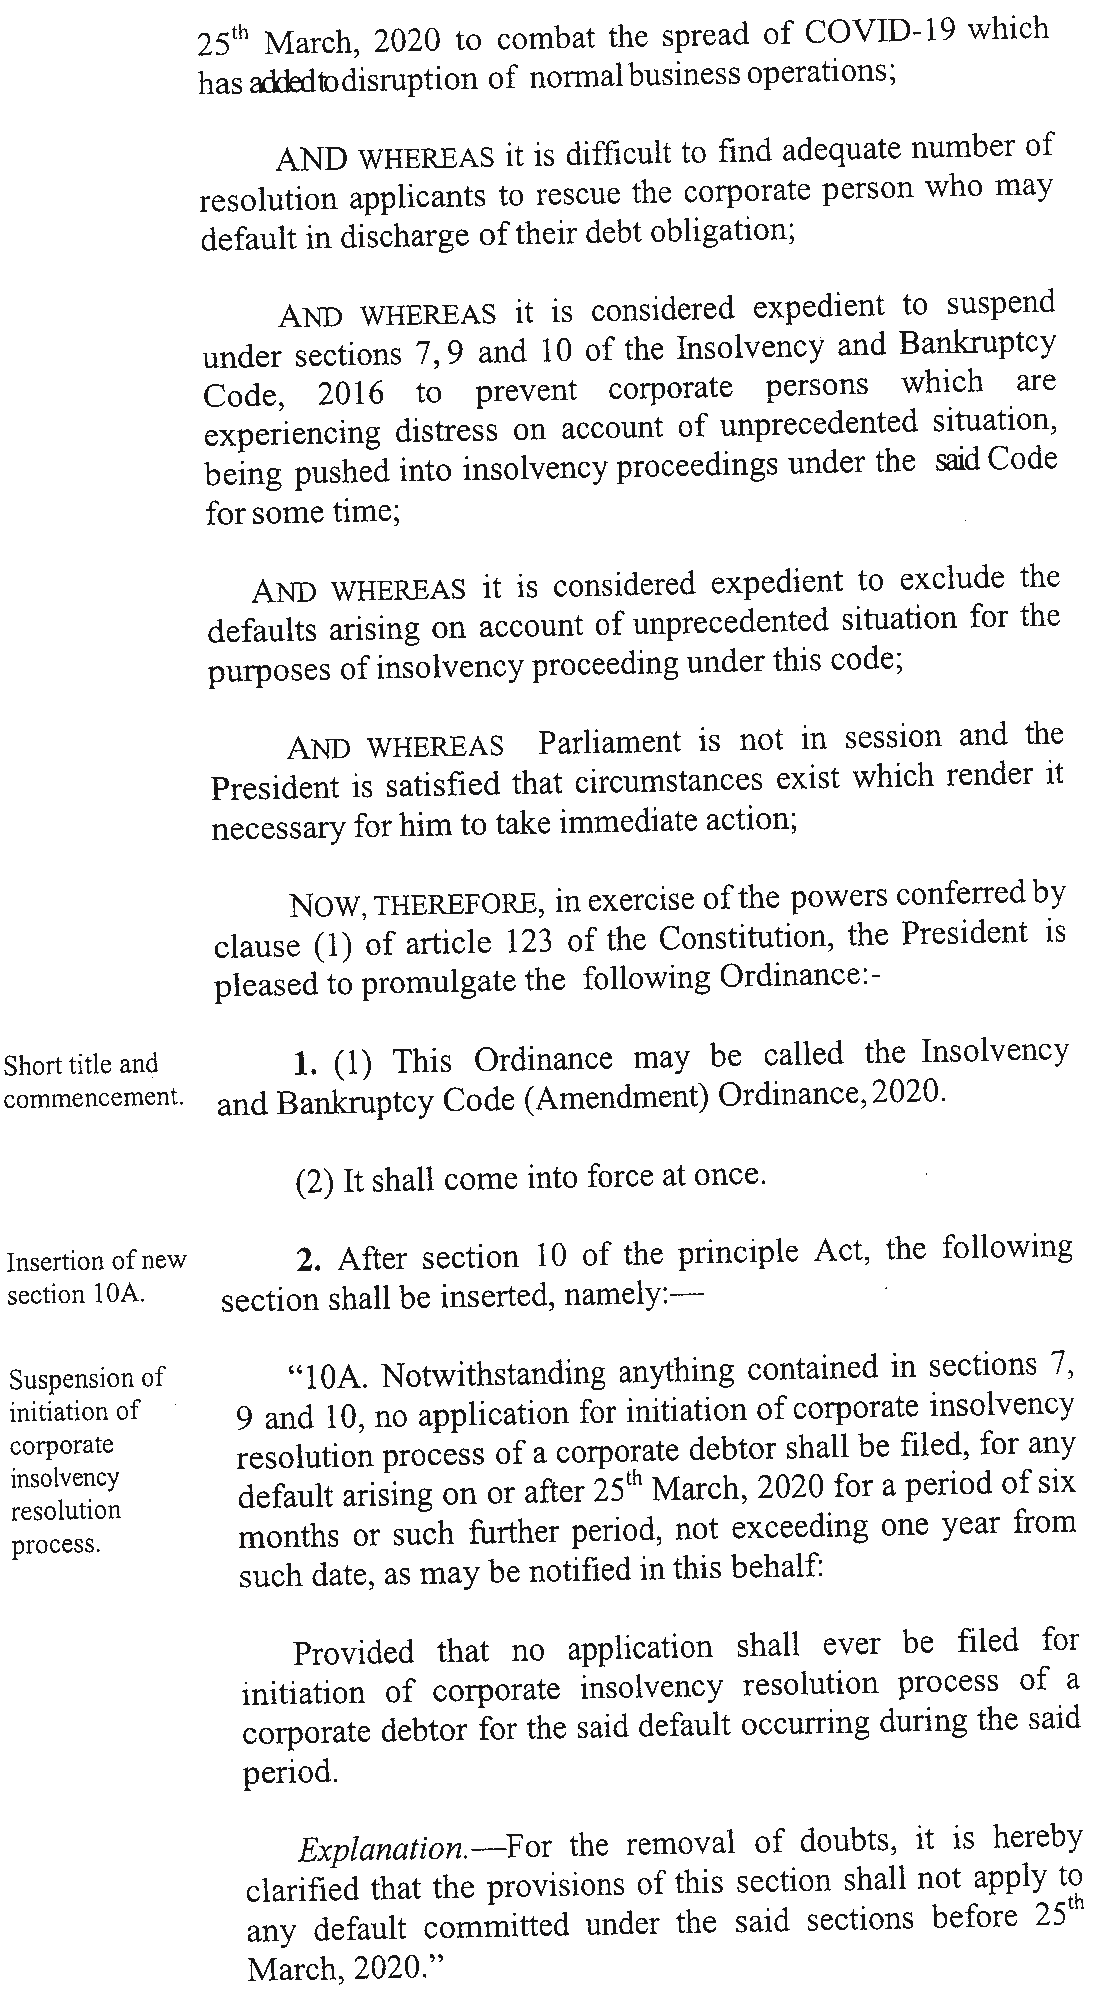 25th March, 2020 to combat the spread of COVID-19 which
has added to disruption of normal business operations;
AND WHEREAS it is difficult to find adequate number of
resolution applicants to rescue the corporate person who may
default in discharge of their debt obligation;
AND WHEREAS it is considered expedient to suspend
under sections 7, 9 and 10 of the Insolvency and Bankruptcy
Code, 2016 to prevent corporate persons which are
experiencing distress on account of unprecedented situation,
being pushed into insolvency proceedings under the said Code
for some time;
AND WHEREAS it is considered expedient to exclude the
defaults arising on account of unprecedented situation for the
purposes of insolvency proceeding under this code;
AND WHEREAS Parliament is not in session and the
President is satisfied that circumstances exist which render it
necessary for him to take immediate action;
NOW, THEREFORE, in exercise of the powers conferred by
clause (1) of article 123 of the Constitution, the President is
pleased to promulgate the following Ordinance:-
Short title and
commencement.
1. (1) This Ordinance may be called the Insolvency
and Bankruptcy Code (Amendment) Ordinance, 2020.
(2) It shall come into force at once.
Insertion of new
section 10A.
2. After section 10 of the principle Act, the following
section shall be inserted, namely:—
Suspension of
initiation of
corporate
insolvency
resolution
process.
“10A. Notwithstanding anything contained in sections 7,
9 and 10, no application for initiation of corporate insolvency
resolution process of a corporate debtor shall be filed, for any
default arising on or after 25th March, 2020 for a period of six
months or such further period, not exceeding one year from
such date, as may be notified in this behalf:
Provided that no application shall ever be filed for
initiation of corporate insolvency resolution process of a
corporate debtor for the said default occurring during the said
period.
Explanation.—For the removal of doubts, it is hereby
clarified that the provisions of this section shall not apply to
any default committed under the said sections before 25th
March, 2020.”